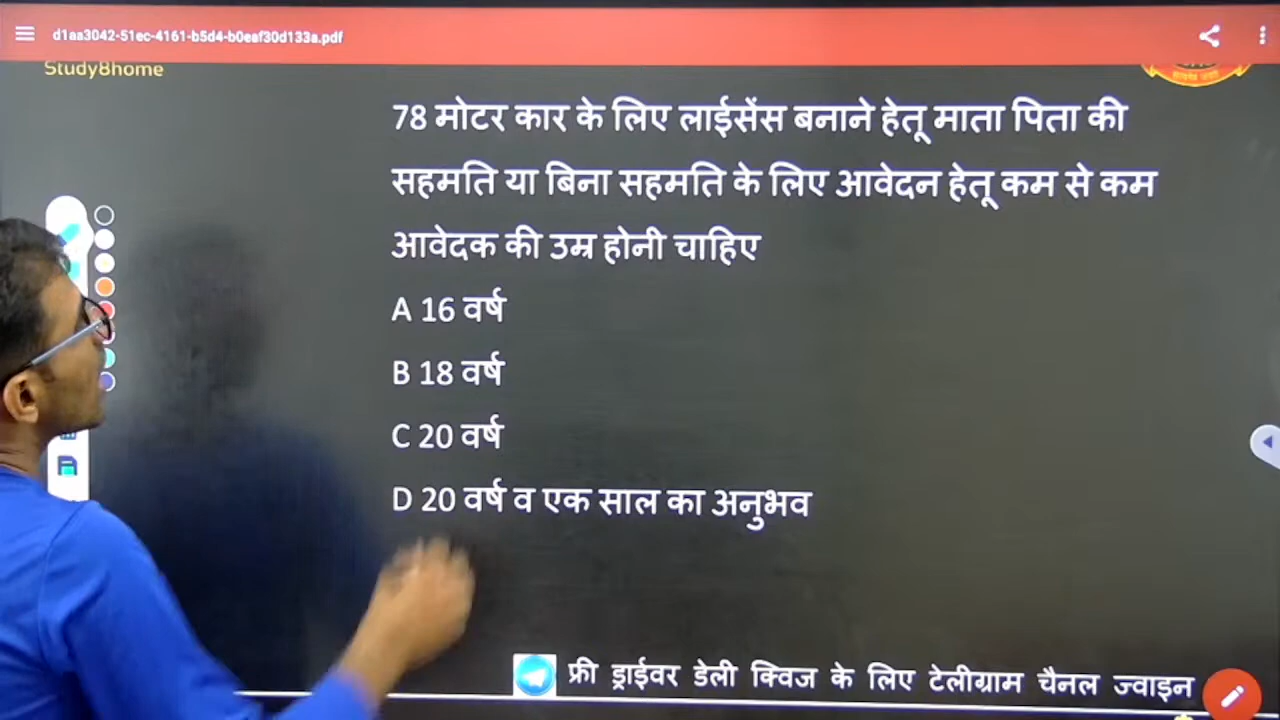 d1aa3042-51ec-4161-b5d4-b0eaf30d133a.pdf
Study8home
78 मोटर कार के लिए लाईसेंस बनाने हेतू माता पिता की
सहमति या बिना सहमति के लिए आवेदन हेतू कम से कम
आवेदक की उम्र होनी चाहिए
A 16 वर्ष
B 18 वर्ष
C 20 वर्ष
D 20 वर्ष व एक साल का अनुभव
फ्री ड्राईवर डेली क्विज के लिए टेलीग्राम चैनल ज्वाइन